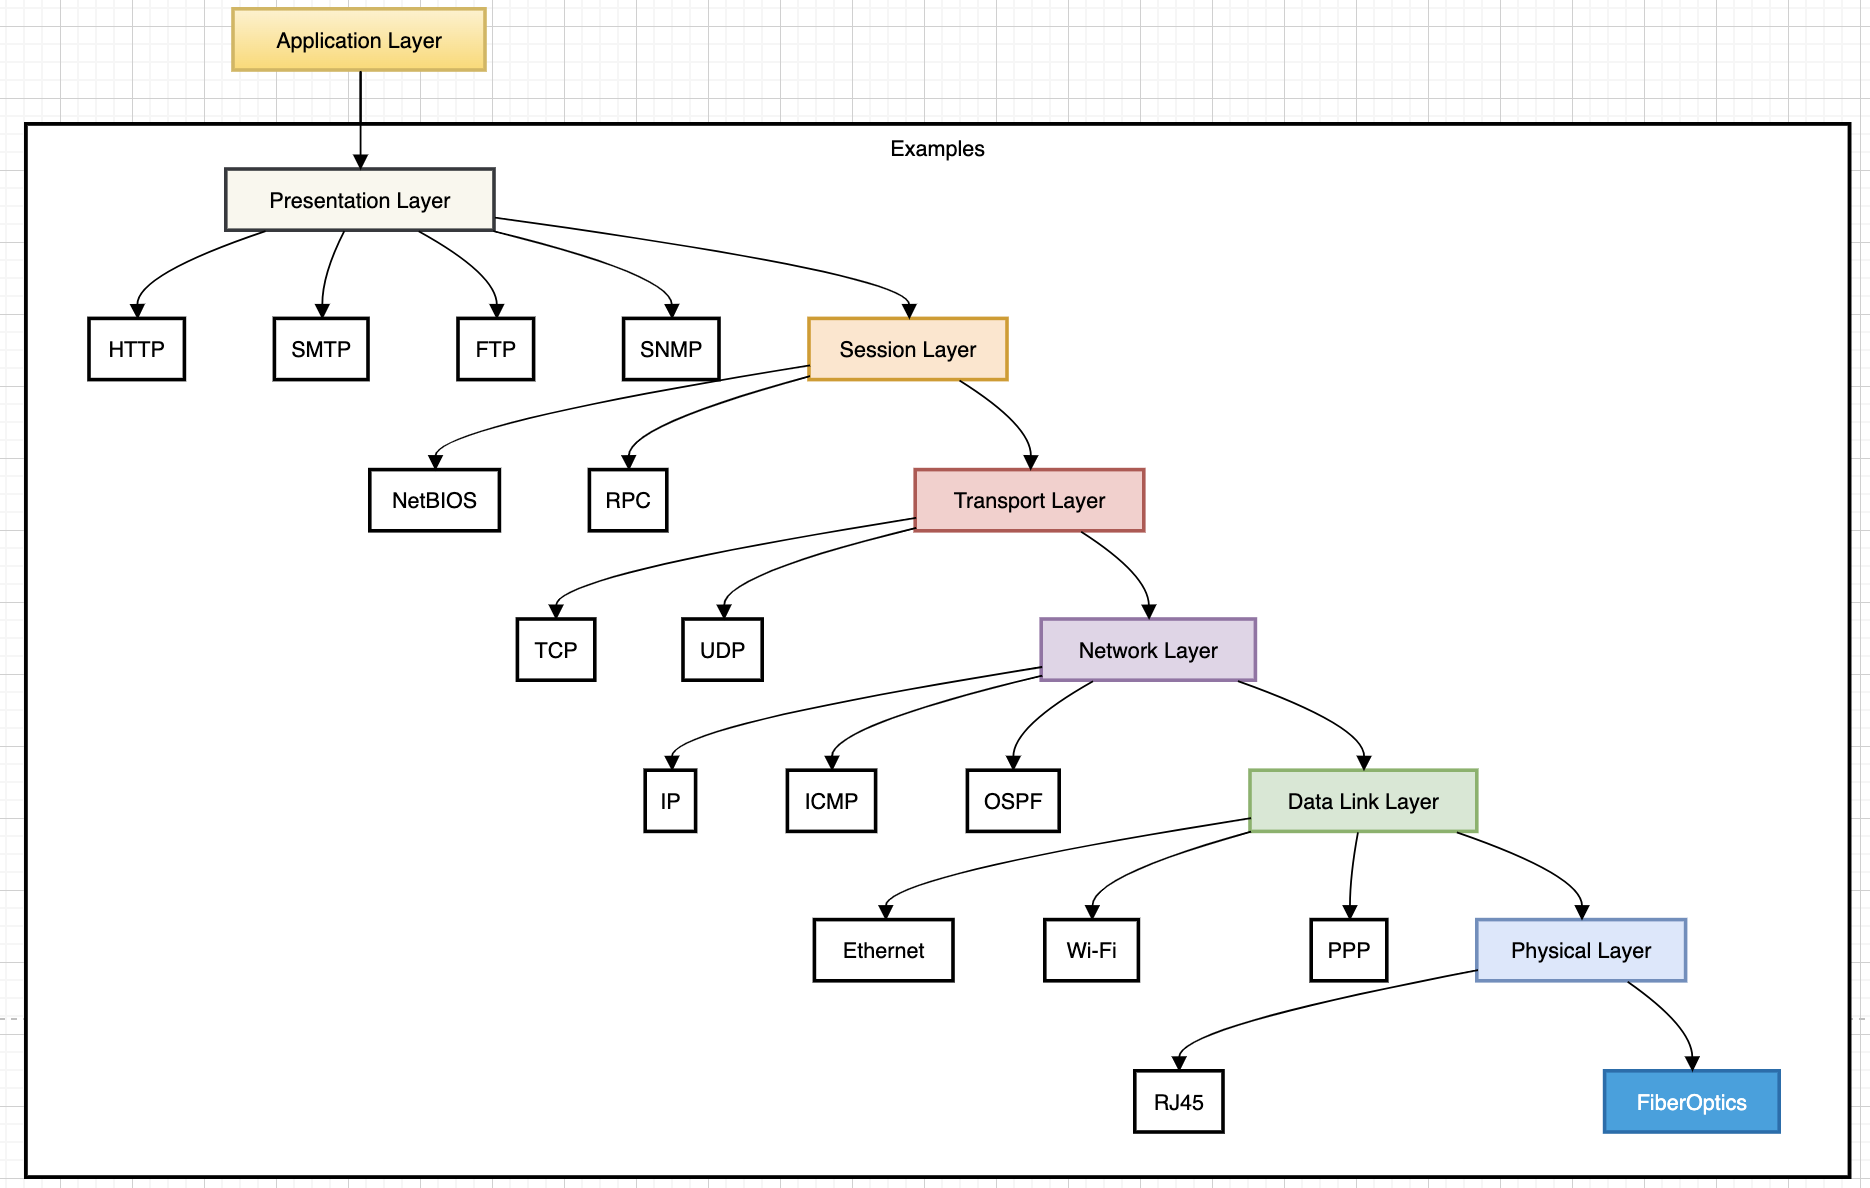 Application Layer
Examples
Presentation Layer
HTTP
SMTP
FTP
SNMP
Session Layer
NetBIOS
RPC
Transport Layer
TCP
UDP
Network Layer
IP
ICMP
OSPF
Data Link Layer
Ethernet
Wi-Fi
PPP
Physical Layer
RJ45
FiberOptics